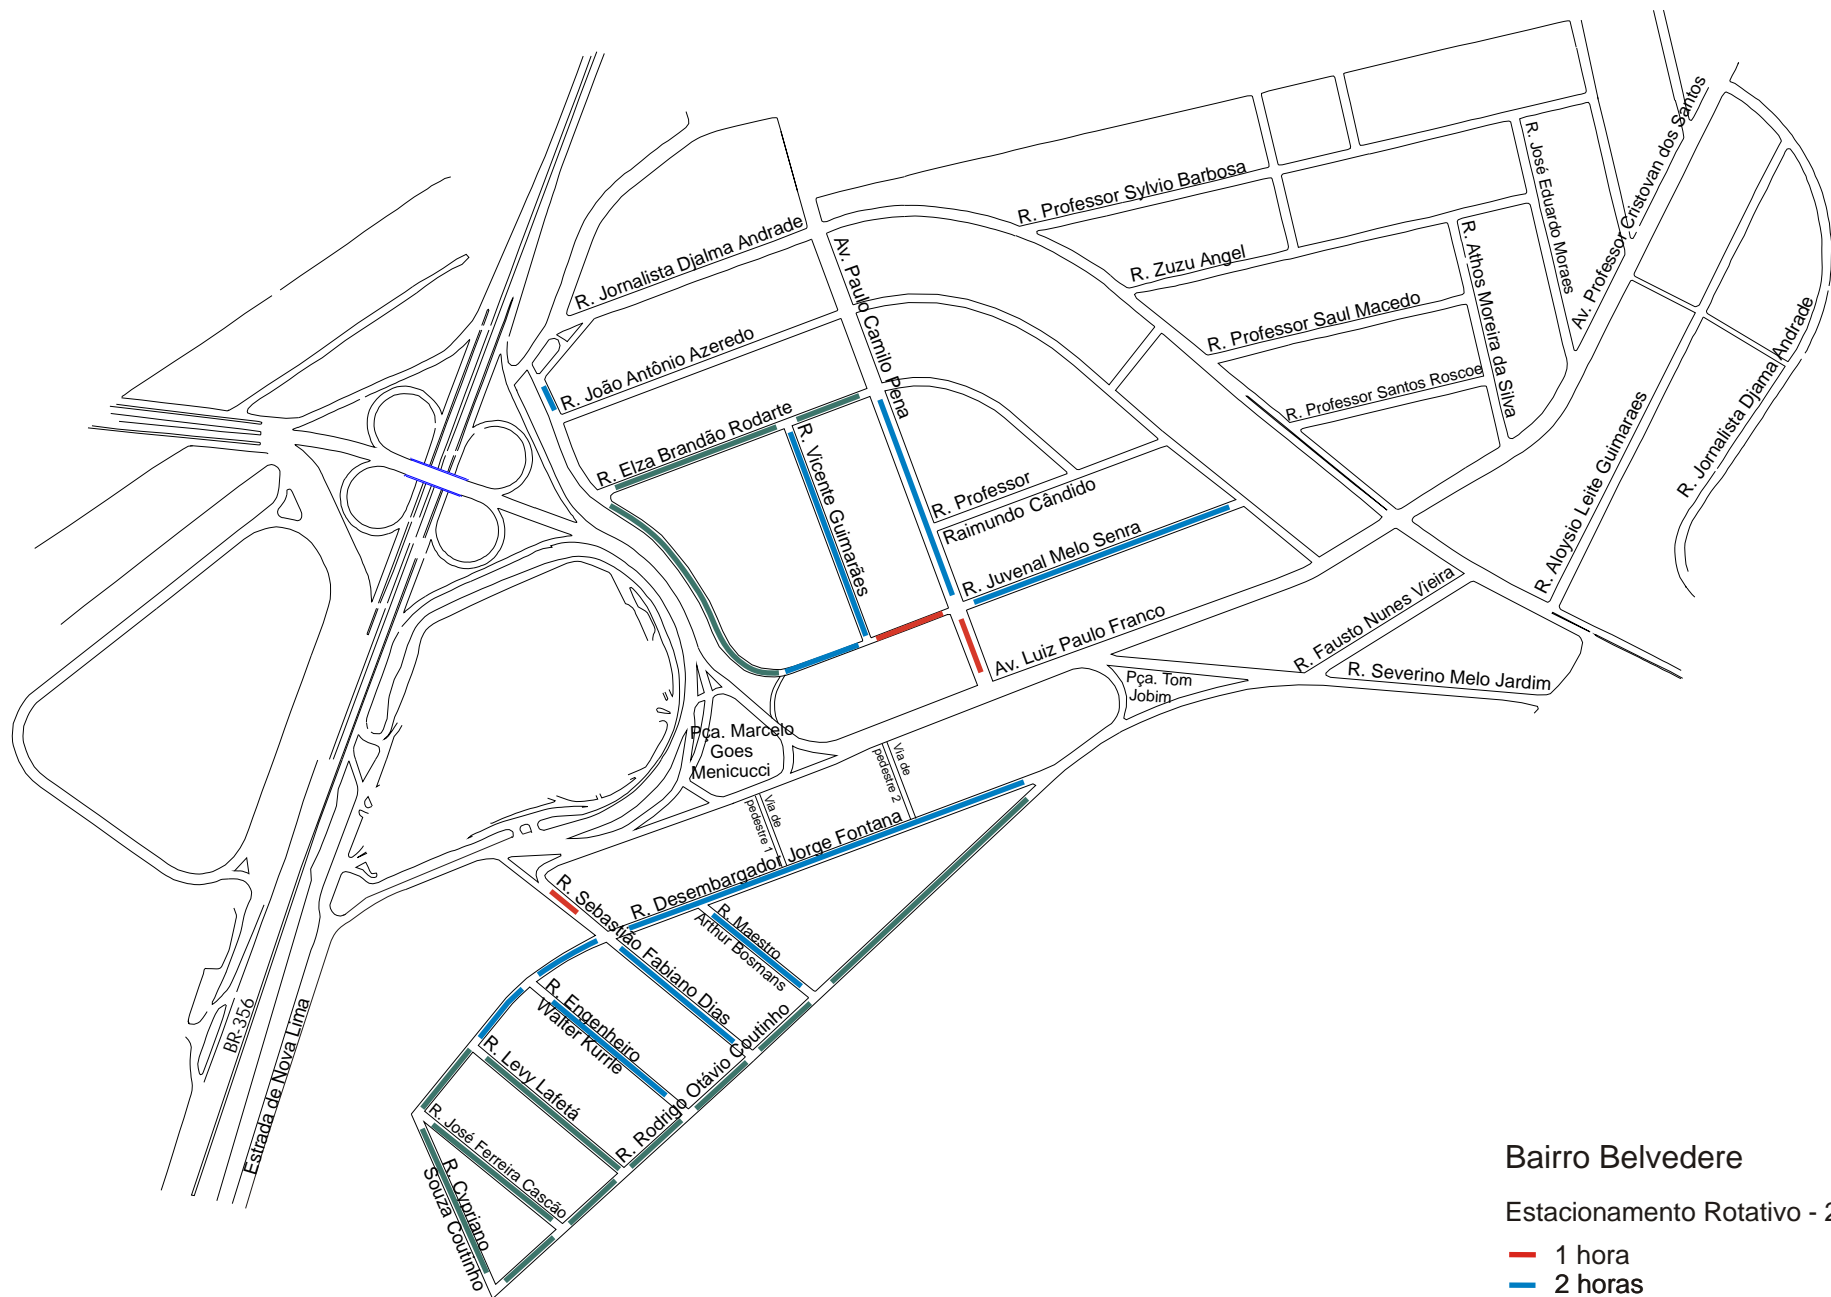 R. Jornalista Djalma Andrade
Av. Paulo Camilo Pena
R. Professor Sylvio Barbosa
R. Zuzu Angel
R. José Eduardo Moraes
R. Athos Moreira da Silva
Av. Professor Cristovan dos Santos
R. Professor Saul Macedo
R. Professor Santos Roscoe
R. Jornalista Djamal Andrade
R. Aloysio Leite Guimaraes
R. João Antônio Azeredo
R. Elza Brandão Rodarte
R. Vicente Guimarães
R. Professor
Raimundo Cândido
R. Juvenal Melo Senra
Av. Luiz Paulo Franco
R. Fausto Nunes Vieira
R. Severino Melo Jardim
Pça. Tom
Jobim
Pça. Marcelo
Goes
Menicucci
Via de
pedestre 2
Via de
pedestre 1
R. Desembargador Jorge Fontana
R. Sebastião Fabiano Dias
R. Maestro
Arthur Bosmans
R. Engenheiro
Walter Kurrle
R. Levy Lafetá
R. Rodrigo Otávio Coutinho
R. José Ferreira Cascão
R. Cypriano
Souza Coutinho
BR-356
Estrada de Nova Lima
Bairro Belvedere
Estacionamento Rotativo - 2
1 hora
2 horas